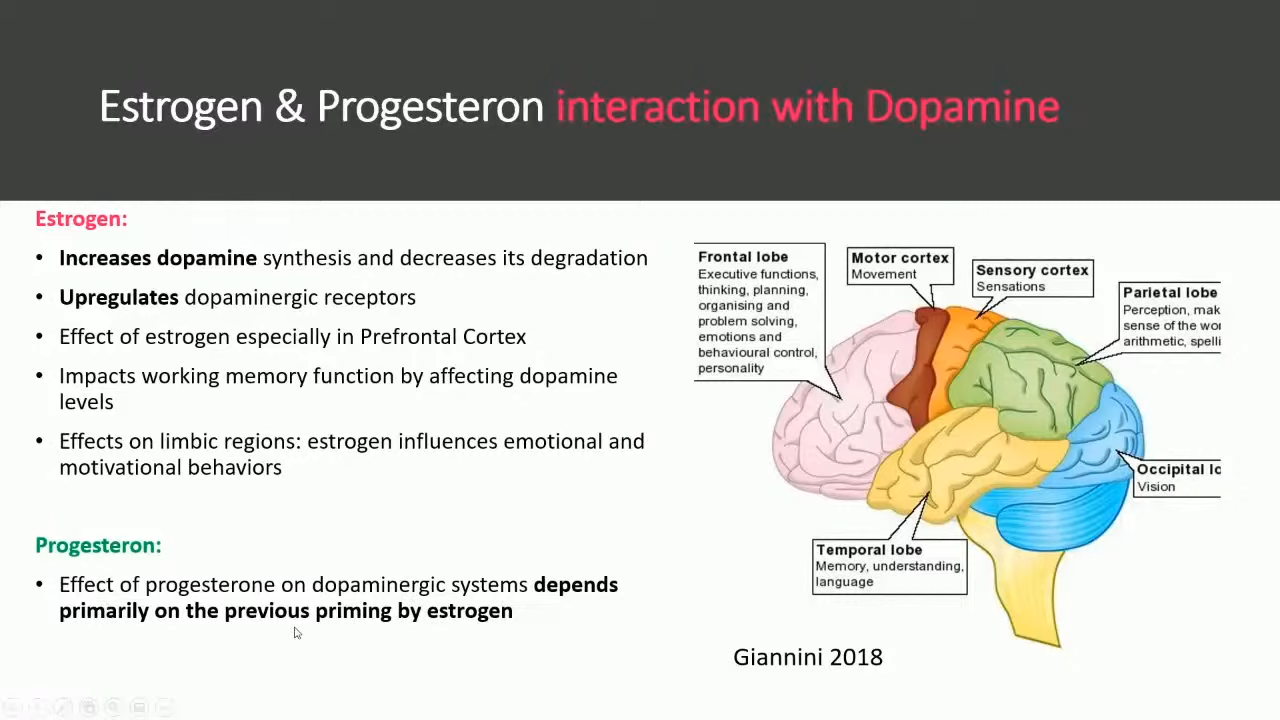 Estrogen & Progesteron interaction with Dopamine
Estrogen:
• Increases dopamine synthesis and decreases its degradation
• Upregulates dopaminergic receptors
• Effect of estrogen especially in Prefrontal Cortex
• Impacts working memory function by affecting dopamine
levels
• Effects on limbic regions: estrogen influences emotional and
motivational behaviors
Progesteron:
• Effect of progesterone on dopaminergic systems depends
primarily on the previous priming by estrogen
Frontal lobe
Executive functions,
thinking, planning,
organising and
problem solving,
emotions and
behavioural control,
personality
Motor cortex
Movement
Sensory cortex
Sensations
Parietal lobe
Perception, mak
sense of the wor
arithmetic, spelli
Occipital lo
Vision
Temporal lobe
Memory, understanding,
language
Giannini 2018